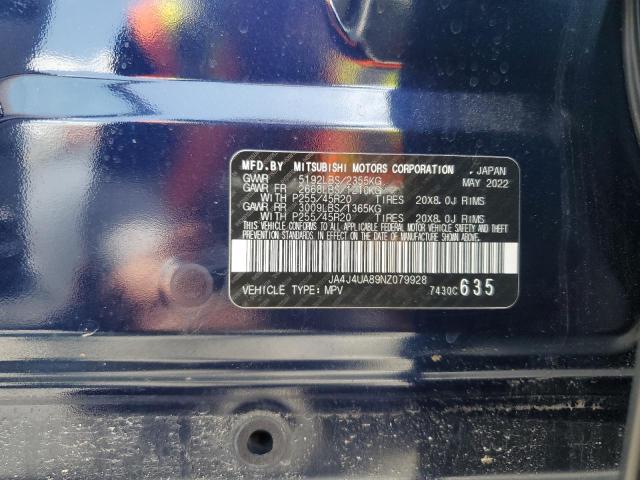 MFD.BY MITSUBISHI MOTORS CORPORATION , JAPAN
GVWR 5192LBS/2355KG MAY 2022
GAWR FR 2668LBS/1210KG
WITH P255/45R20 TIRES 20X8.0J RIMS
GAWR RR 3009LBS/1365KG
WITH P255/45R20 TIRES 20X8.0J RIMS
THIS VEHICLE CONFORMS TO ALL APPLICABLE FEDERAL MOTOR VEHICLE SAFETY AND THEFT
PREVENTION STANDARDS IN EFFECT ON THE DATE OF MANUFACTURE SHOWN ABOVE.
JA4J4UA89NZ079928
VEHICLE TYPE: MPV 7430C 635